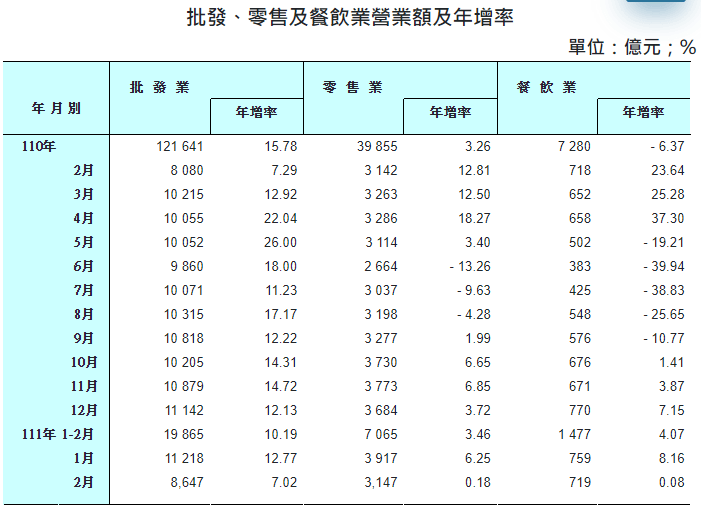 批發、零售及餐飲業營業額及年增率
單位：億元；%
年 月 別 批 發 業 年增率 零 售 業 年增率 餐 飲 業 年增率
110年 121 641 15.78 39 855 3.26 7 280 - 6.37
2月 8 080 7.29 3 142 12.81 718 23.64
3月 10 215 12.92 3 263 12.50 652 25.28
4月 10 055 22.04 3 286 18.27 658 37.30
5月 10 052 26.00 3 114 3.40 502 - 19.21
6月 9 860 18.00 2 664 - 13.26 383 - 39.94
7月 10 071 11.23 3 037 - 9.63 425 - 38.83
8月 10 315 17.17 3 198 - 4.28 548 - 25.65
9月 10 818 12.22 3 277 1.99 576 - 10.77
10月 10 205 14.31 3 730 6.65 676 1.41
11月 10 879 14.72 3 773 6.85 671 3.87
12月 11 142 12.13 3 684 3.72 770 7.15
111年 1-2月 19 865 10.19 7 065 3.46 1 477 4.07
1月 11 218 12.77 3 917 6.25 759 8.16
2月 8,647 7.02 3,147 0.18 719 0.08